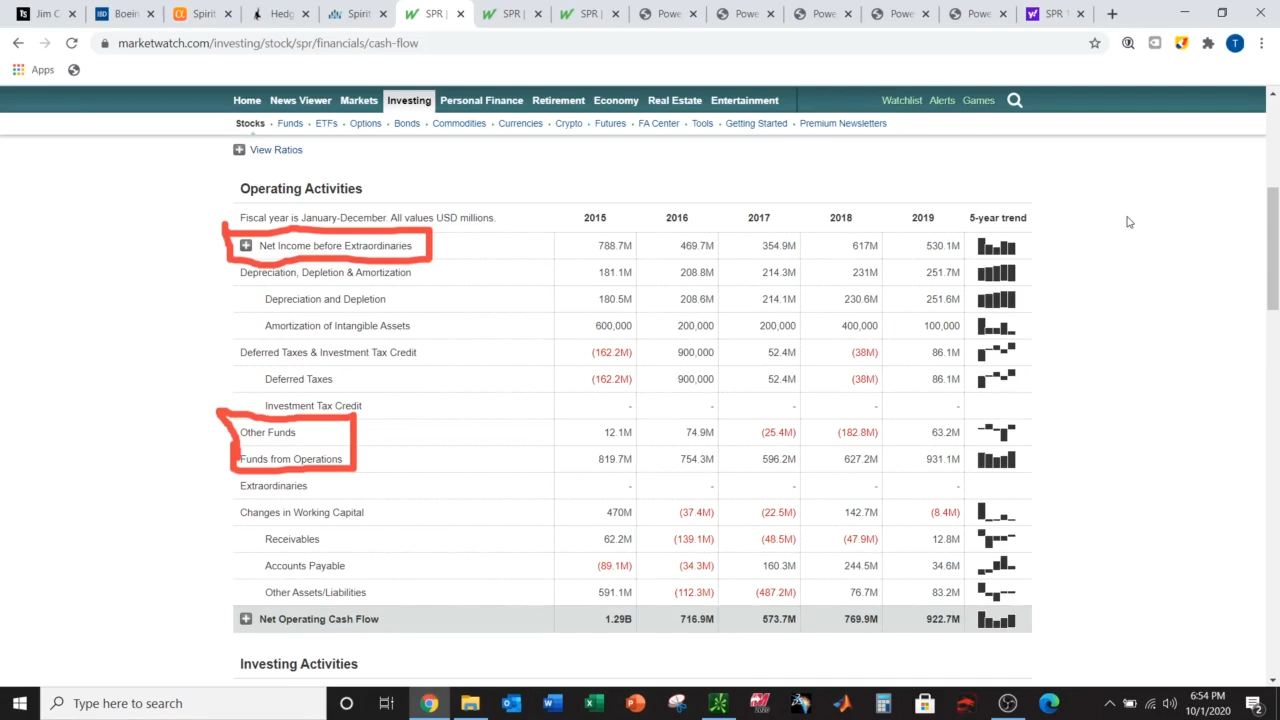 Jim C
Boein
Spirit
Hedg
Spirit
SPR |
SPR |
SPR |
Powe
Powe
Powe
Powe
Powe
SPR
marketwatch.com/investing/stock/spr/financials/cash-flow
T
Apps
Home News Viewer Markets Investing Personal Finance Retirement Economy Real Estate Entertainment Watchlist Alerts Games
Stocks · Funds · ETFs · Options · Bonds · Commodities · Currencies · Crypto · Futures · FA Center · Tools · Getting Started · Premium Newsletters
View Ratios
Operating Activities
Fiscal year is January-December. All values USD millions. 2015 2016 2017 2018 2019 5-year trend
Net Income before Extraordinaries 788.7M 469.7M 354.9M 617M 530.1M
Depreciation, Depletion & Amortization 181.1M 208.8M 214.3M 231M 251.7M
Depreciation and Depletion 180.5M 208.6M 214.1M 230.6M 251.6M
Amortization of Intangible Assets 600,000 200,000 200,000 400,000 100,000
Deferred Taxes & Investment Tax Credit (162.2M) 900,000 52.4M (38M) 86.1M
Deferred Taxes (162.2M) 900,000 52.4M (38M) 86.1M
Investment Tax Credit - - - - -
Other Funds 12.1M 74.9M (25.4M) (182.8M) 63.2M
Funds from Operations 819.7M 754.3M 596.2M 627.2M 931.1M
Extraordinaries - - - - -
Changes in Working Capital 470M (37.4M) (22.5M) 142.7M (8.4M)
Receivables 62.2M (139.1M) (48.5M) (47.9M) 12.8M
Accounts Payable (89.1M) (34.3M) 160.3M 244.5M 34.6M
Other Assets/Liabilities 591.1M (112.3M) (487.2M) 76.7M 83.2M
Net Operating Cash Flow 1.29B 716.9M 573.7M 769.9M 922.7M
Investing Activities
Type here to search
6:54 PM
10/1/2020
2